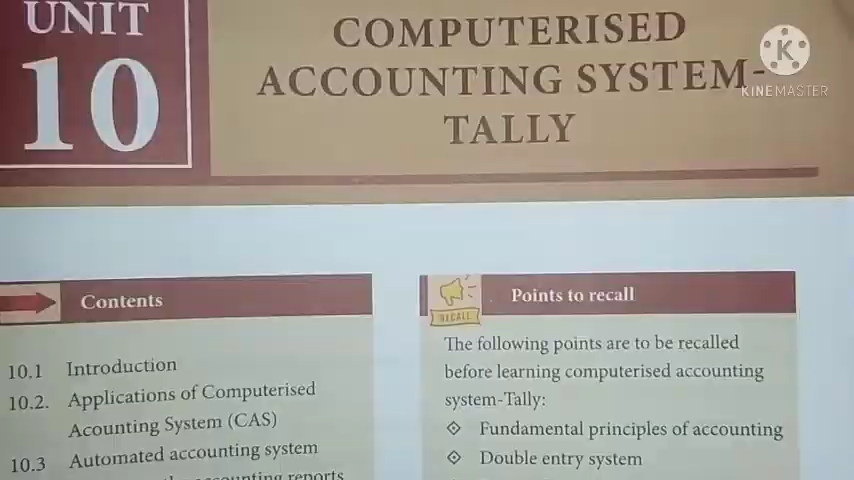 UNIT
10
COMPUTERISED
ACCOUNTING SYSTEM-
TALLY
KINEMASTER
Contents
10.1 Introduction
10.2. Applications of Computerised
Acounting System (CAS)
10.3 Automated accounting system
accounting reports
Points to recall
RECALL
The following points are to be recalled
before learning computerised accounting
system-Tally:
Fundamental principles of accounting
Double entry system